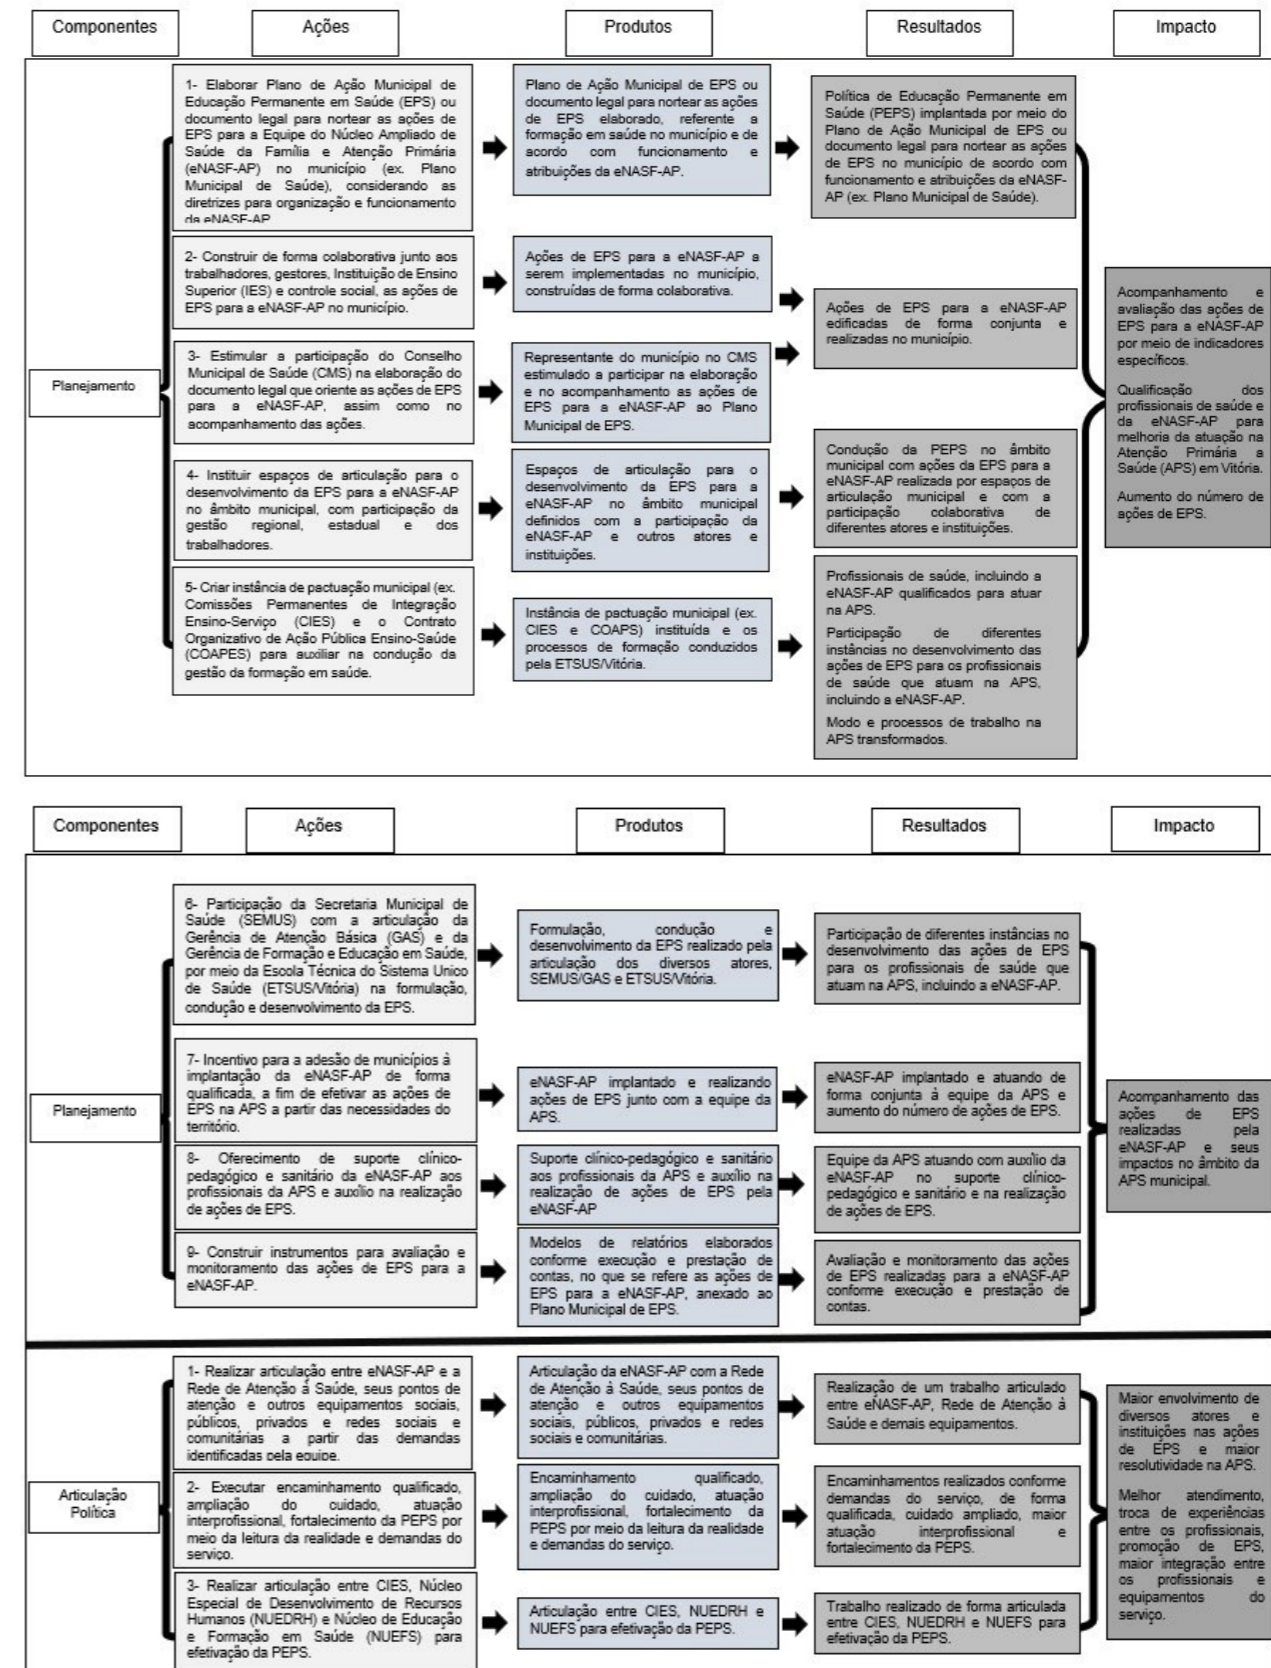 Componentes
Ações
Produtos
Resultados
Impacto
Planejamento
1- Elaborar Plano de Ação Municipal de
Educação Permanente em Saúde (EPS) ou
documento legal para nortear as ações de
EPS para a Equipe do Núcleo Ampliado de
Saúde da Família e Atenção Primária
(eNASF-AP) no município (ex. Plano
Municipal de Saúde), considerando as
diretrizes para organização e funcionamento
da eNASF-AP
Plano de Ação Municipal de EPS ou
documento legal para nortear as ações
de EPS elaborado, referente a
formação em saúde no município e de
acordo com funcionamento e
atribuições da eNASF-AP.
Política de Educação Permanente em
Saúde (PEPS) implantada por meio do
Plano de Ação Municipal de EPS ou
documento legal para nortear as ações
de EPS no município de acordo com
funcionamento e atribuições da eNASF-
AP (ex. Plano Municipal de Saúde).
2- Construir de forma colaborativa junto aos
trabalhadores, gestores, Instituição de Ensino
Superior (IES) e controle social, as ações de
EPS para a eNASF-AP no município.
Ações de EPS para a eNASF-AP a
serem implementadas no município,
construídas de forma colaborativa.
Ações de EPS para a eNASF-AP
edificadas de forma conjunta e
realizadas no município.
3- Estimular a participação do Conselho
Municipal de Saúde (CMS) na elaboração do
documento legal que oriente as ações de EPS
para a eNASF-AP, assim como no
acompanhamento das ações.
Representante do município no CMS
estimulado a participar na elaboração
e no acompanhamento as ações de
EPS para a eNASF-AP ao Plano
Municipal de EPS.
4- Instituir espaços de articulação para o
desenvolvimento da EPS para a eNASF-AP
no âmbito municipal, com participação da
gestão regional, estadual e dos
trabalhadores.
Espaços de articulação para o
desenvolvimento da EPS para a
eNASF-AP no âmbito municipal
definidos com a participação da
eNASF-AP e outros atores e
instituições.
Condução da PEPS no âmbito
municipal com ações da EPS para a
eNASF-AP realizada por espaços de
articulação municipal e com a
participação colaborativa de
diferentes atores e instituições.
5- Criar instância de pactuação municipal (ex.
Comissões Permanentes de Integração
Ensino-Serviço (CIES) e o Contrato
Organizativo de Ação Pública Ensino-Saúde
(COAPES) para auxiliar na condução da
gestão da formação em saúde.
Instância de pactuação municipal (ex.
CIES e COAPS) instituída e os
processos de formação conduzidos
pela ETSUS/Vitória.
Profissionais de saúde, incluindo a
eNASF-AP qualificados para atuar
na APS.
Participação de diferentes
instâncias no desenvolvimento das
ações de EPS para os profissionais
de saúde que atuam na APS,
incluindo a eNASF-AP.
Modo e processos de trabalho na
APS transformados.
Acompanhamento e
avaliação das ações de
EPS para a eNASF-AP
por meio de indicadores
específicos.
Qualificação dos
profissionais de saúde e
da eNASF-AP para
melhoria da atuação na
Atenção Primária a
Saúde (APS) em Vitória.
Aumento do número de
ações de EPS.
Componentes
Ações
Produtos
Resultados
Impacto
Planejamento
6- Participação da Secretaria Municipal de
Saúde (SEMUS) com a articulação da
Gerência de Atenção Básica (GAS) e da
Gerência de Formação e Educação em Saúde,
por meio da Escola Técnica do Sistema Unico
de Saúde (ETSUS/Vitória) na formulação,
condução e desenvolvimento da EPS.
Formulação, condução e
desenvolvimento da EPS realizado pela
articulação dos diversos atores,
SEMUS/GAS e ETSUS/Vitória.
Participação de diferentes instâncias no
desenvolvimento das ações de EPS
para os profissionais de saúde que
atuam na APS, incluindo a eNASF-AP.
7- Incentivo para a adesão de municípios à
implantação da eNASF-AP de forma
qualificada, a fim de efetivar as ações de
EPS na APS a partir das necessidades do
território.
eNASF-AP implantado e realizando
ações de EPS junto com a equipe da
APS.
eNASF-AP implantado e atuando de
forma conjunta à equipe da APS e
aumento do número de ações de EPS.
8- Oferecimento de suporte clínico-
pedagógico e sanitário da eNASF-AP aos
profissionais da APS e auxílio na realização
de ações de EPS.
Suporte clínico-pedagógico e sanitário
aos profissionais da APS e auxílio na
realização de ações de EPS pela
eNASF-AP
Equipe da APS atuando com auxílio da
eNASF-AP no suporte clínico-
pedagógico e sanitário e na realização
de ações de EPS.
9- Construir instrumentos para avaliação e
monitoramento das ações de EPS para a
eNASF-AP.
Modelos de relatórios elaborados
conforme execução e prestação de
contas, no que se refere as ações de
EPS para a eNASF-AP, anexado ao
Plano Municipal de EPS.
Avaliação e monitoramento das ações
de EPS realizadas para a eNASF-AP
conforme execução e prestação de
contas.
Acompanhamento das
ações de EPS
realizadas pela
eNASF-AP e seus
impactos no âmbito da
APS municipal.
Articulação
Política
1- Realizar articulação entre eNASF-AP e a
Rede de Atenção à Saúde, seus pontos de
atenção e outros equipamentos sociais,
públicos, privados e redes sociais e
comunitárias a partir das demandas
identificadas pela equipe.
Articulação da eNASF-AP com a Rede
de Atenção à Saúde, seus pontos de
atenção e outros equipamentos
sociais, públicos, privados e redes
sociais e comunitárias.
Realização de um trabalho articulado
entre eNASF-AP, Rede de Atenção à
Saúde e demais equipamentos.
2- Executar encaminhamento qualificado,
ampliação do cuidado, atuação
interprofissional, fortalecimento da PEPS por
meio da leitura da realidade e demandas do
serviço.
Encaminhamento qualificado,
ampliação do cuidado, atuação
interprofissional, fortalecimento da
PEPS por meio da leitura da realidade
e demandas do serviço.
Encaminhamentos realizados conforme
demandas do serviço, de forma
qualificada, cuidado ampliado, maior
atuação interprofissional e
fortalecimento da PEPS.
3- Realizar articulação entre CIES, Núcleo
Especial de Desenvolvimento de Recursos
Humanos (NUEDRH) e Núcleo de Educação
e Formação em Saúde (NUEFS) para
efetivação da PEPS.
Articulação entre CIES, NUEDRH e
NUEFS para efetivação da PEPS.
Trabalho realizado de forma articulada
entre CIES, NUEDRH e NUEFS para
efetivação da PEPS.
Maior envolvimento de
diversos atores e
instituições nas ações
de EPS e maior
resolutividade na APS.
Melhor atendimento,
troca de experiências
entre os profissionais,
promoção de EPS,
maior integração entre
os profissionais e
equipamentos do
serviço.